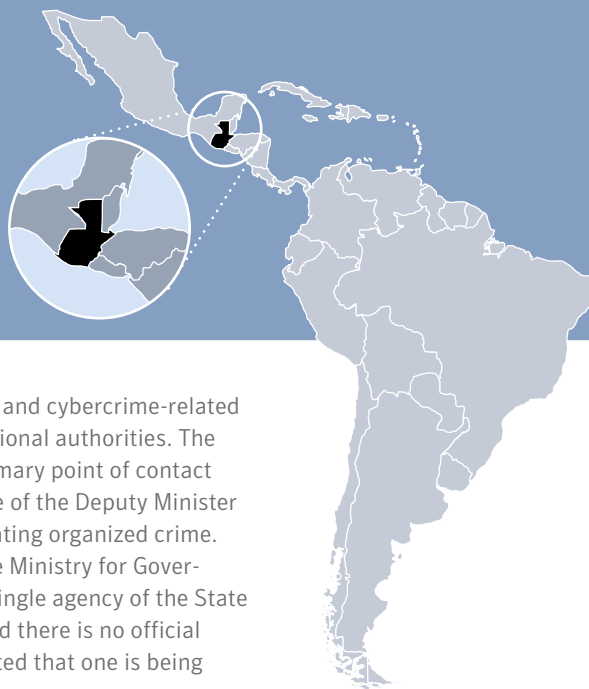 and cybercrime-related
ional authorities. The
mary point of contact
e of the Deputy Minister
ting organized crime.
e Ministry for Gover-
ingle agency of the State
d there is no official
ted that one is being